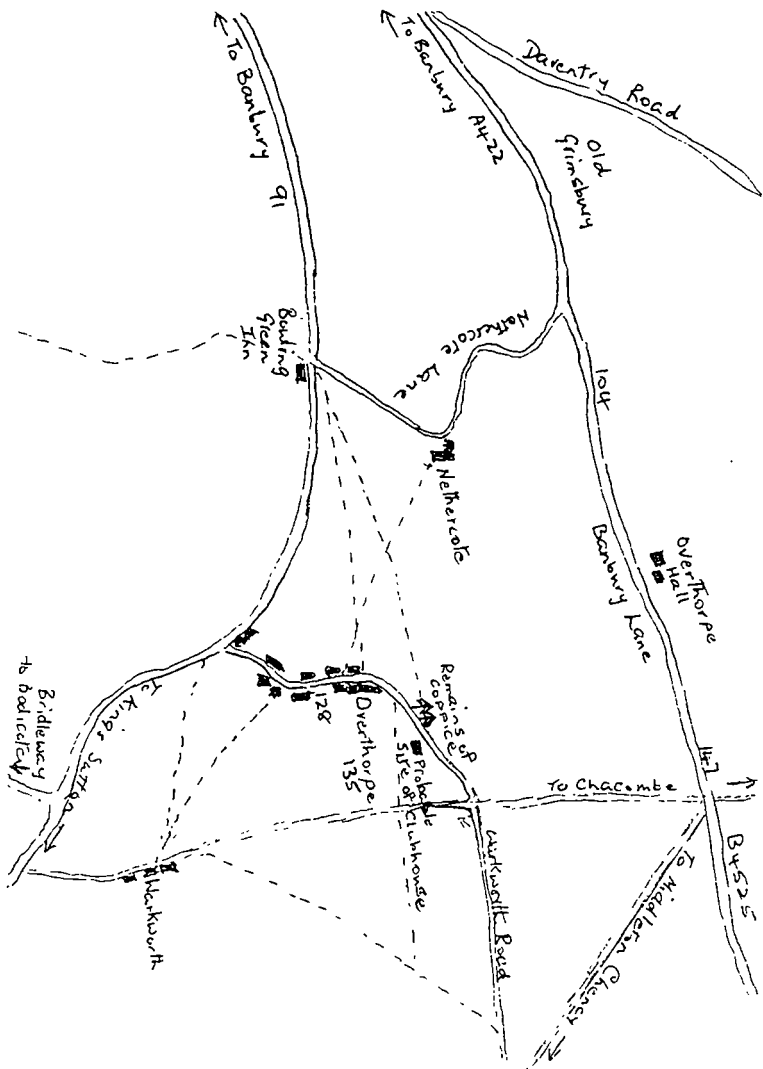 Daventry Road
To Banbury A422
Old
Grimsbury
To Banbury 91
Bowling
Green
Inn
Nethercote Lane
104
Nethercote
Overthorpe
Hall
Banbury Lane
Remains of
coppice
128
Overthorpe
135
Probable
Site of Clubhouse
To Kings Sutton
Bridleway
to Bodicote
Warkworth
To Chacombe
147
B4525
To Middleton Cheney
Wirkworth Road